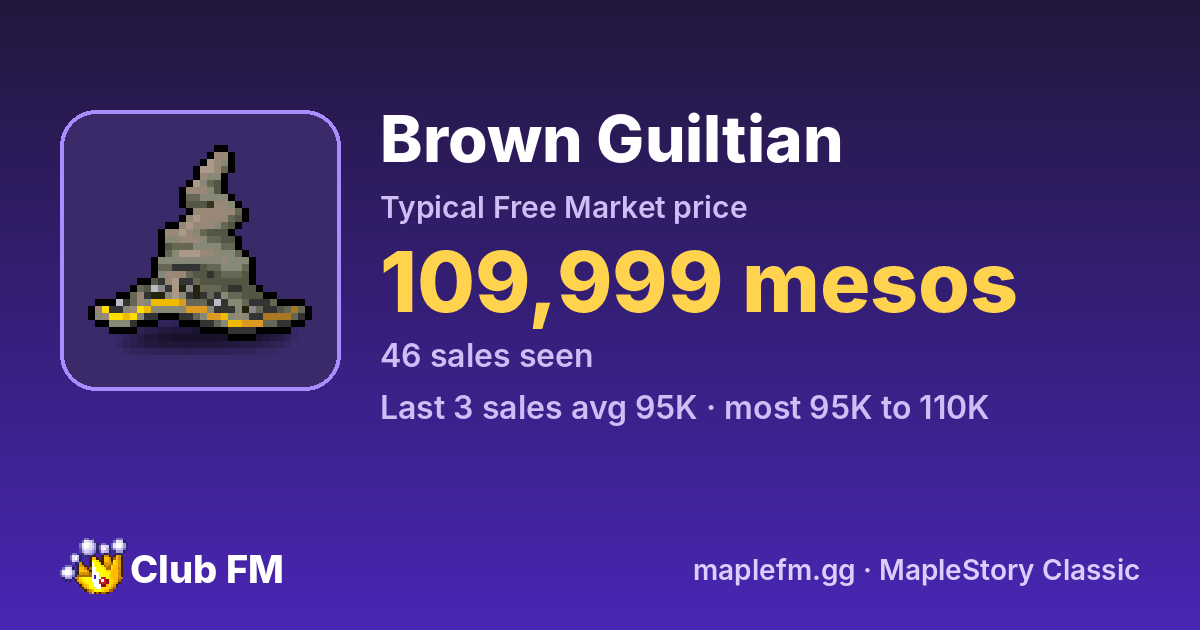 Brown Guiltian
Typical Free Market price
109,999 mesos
46 sales seen
Last 3 sales avg 95K · most 95K to 110K
Club FM
maplefm.gg · MapleStory Classic